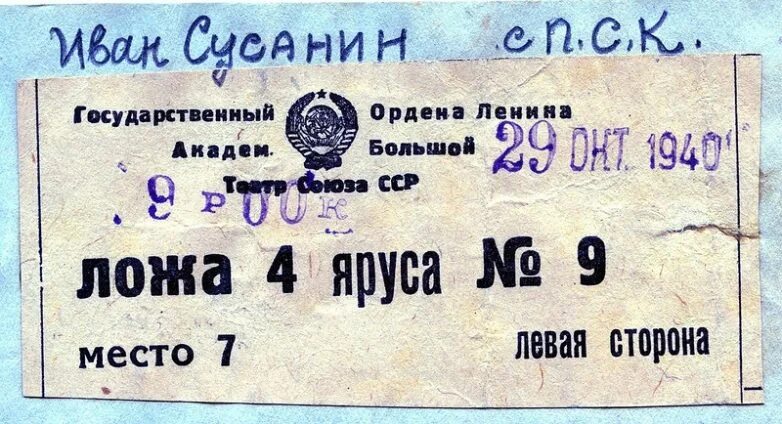 Иван Сусанин с П.С.К.
Государственный Ордена Ленина
Академ. Большой 29 ОКТ. 1940
Театр Союза ССР
9 р 00 к
ложа 4 яруса № 9
место 7 левая сторона